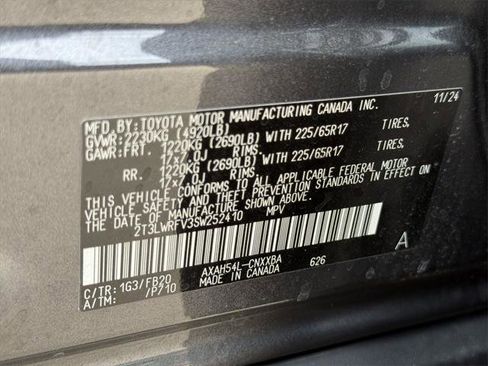 MFD.BY:TOYOTA MOTOR MANUFACTURING CANADA INC. 11/24
GVWR:2230KG (4920LB)
GAWR:FRT. 1220KG (2690LB) WITH 225/65R17 TIRES,
17X7.0J RIMS.
RR. 1220KG (2690LB) WITH 225/65R17 TIRES,
17X7.0J RIMS.
THIS VEHICLE CONFORMS TO ALL APPLICABLE FEDERAL MOTOR
VEHICLE SAFETY AND THEFT PREVENTION STANDARDS IN EFFECT
ON THE DATE OF MANUFACTURE SHOWN ABOVE.
2T3LWRFV3SW252410 MPV
A
C/TR:1G3/FB20 AXAH54L-CNXXBA 626
A/TM: /P710 MADE IN CANADA